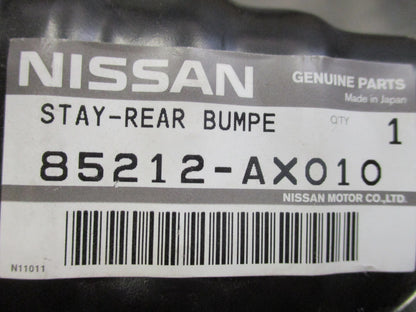 NISSAN GENUINE PARTS
Made in Japan
STAY-REAR BUMPE QTY 1
85212-AX010
NISSAN MOTOR CO.,LTD.
N11011